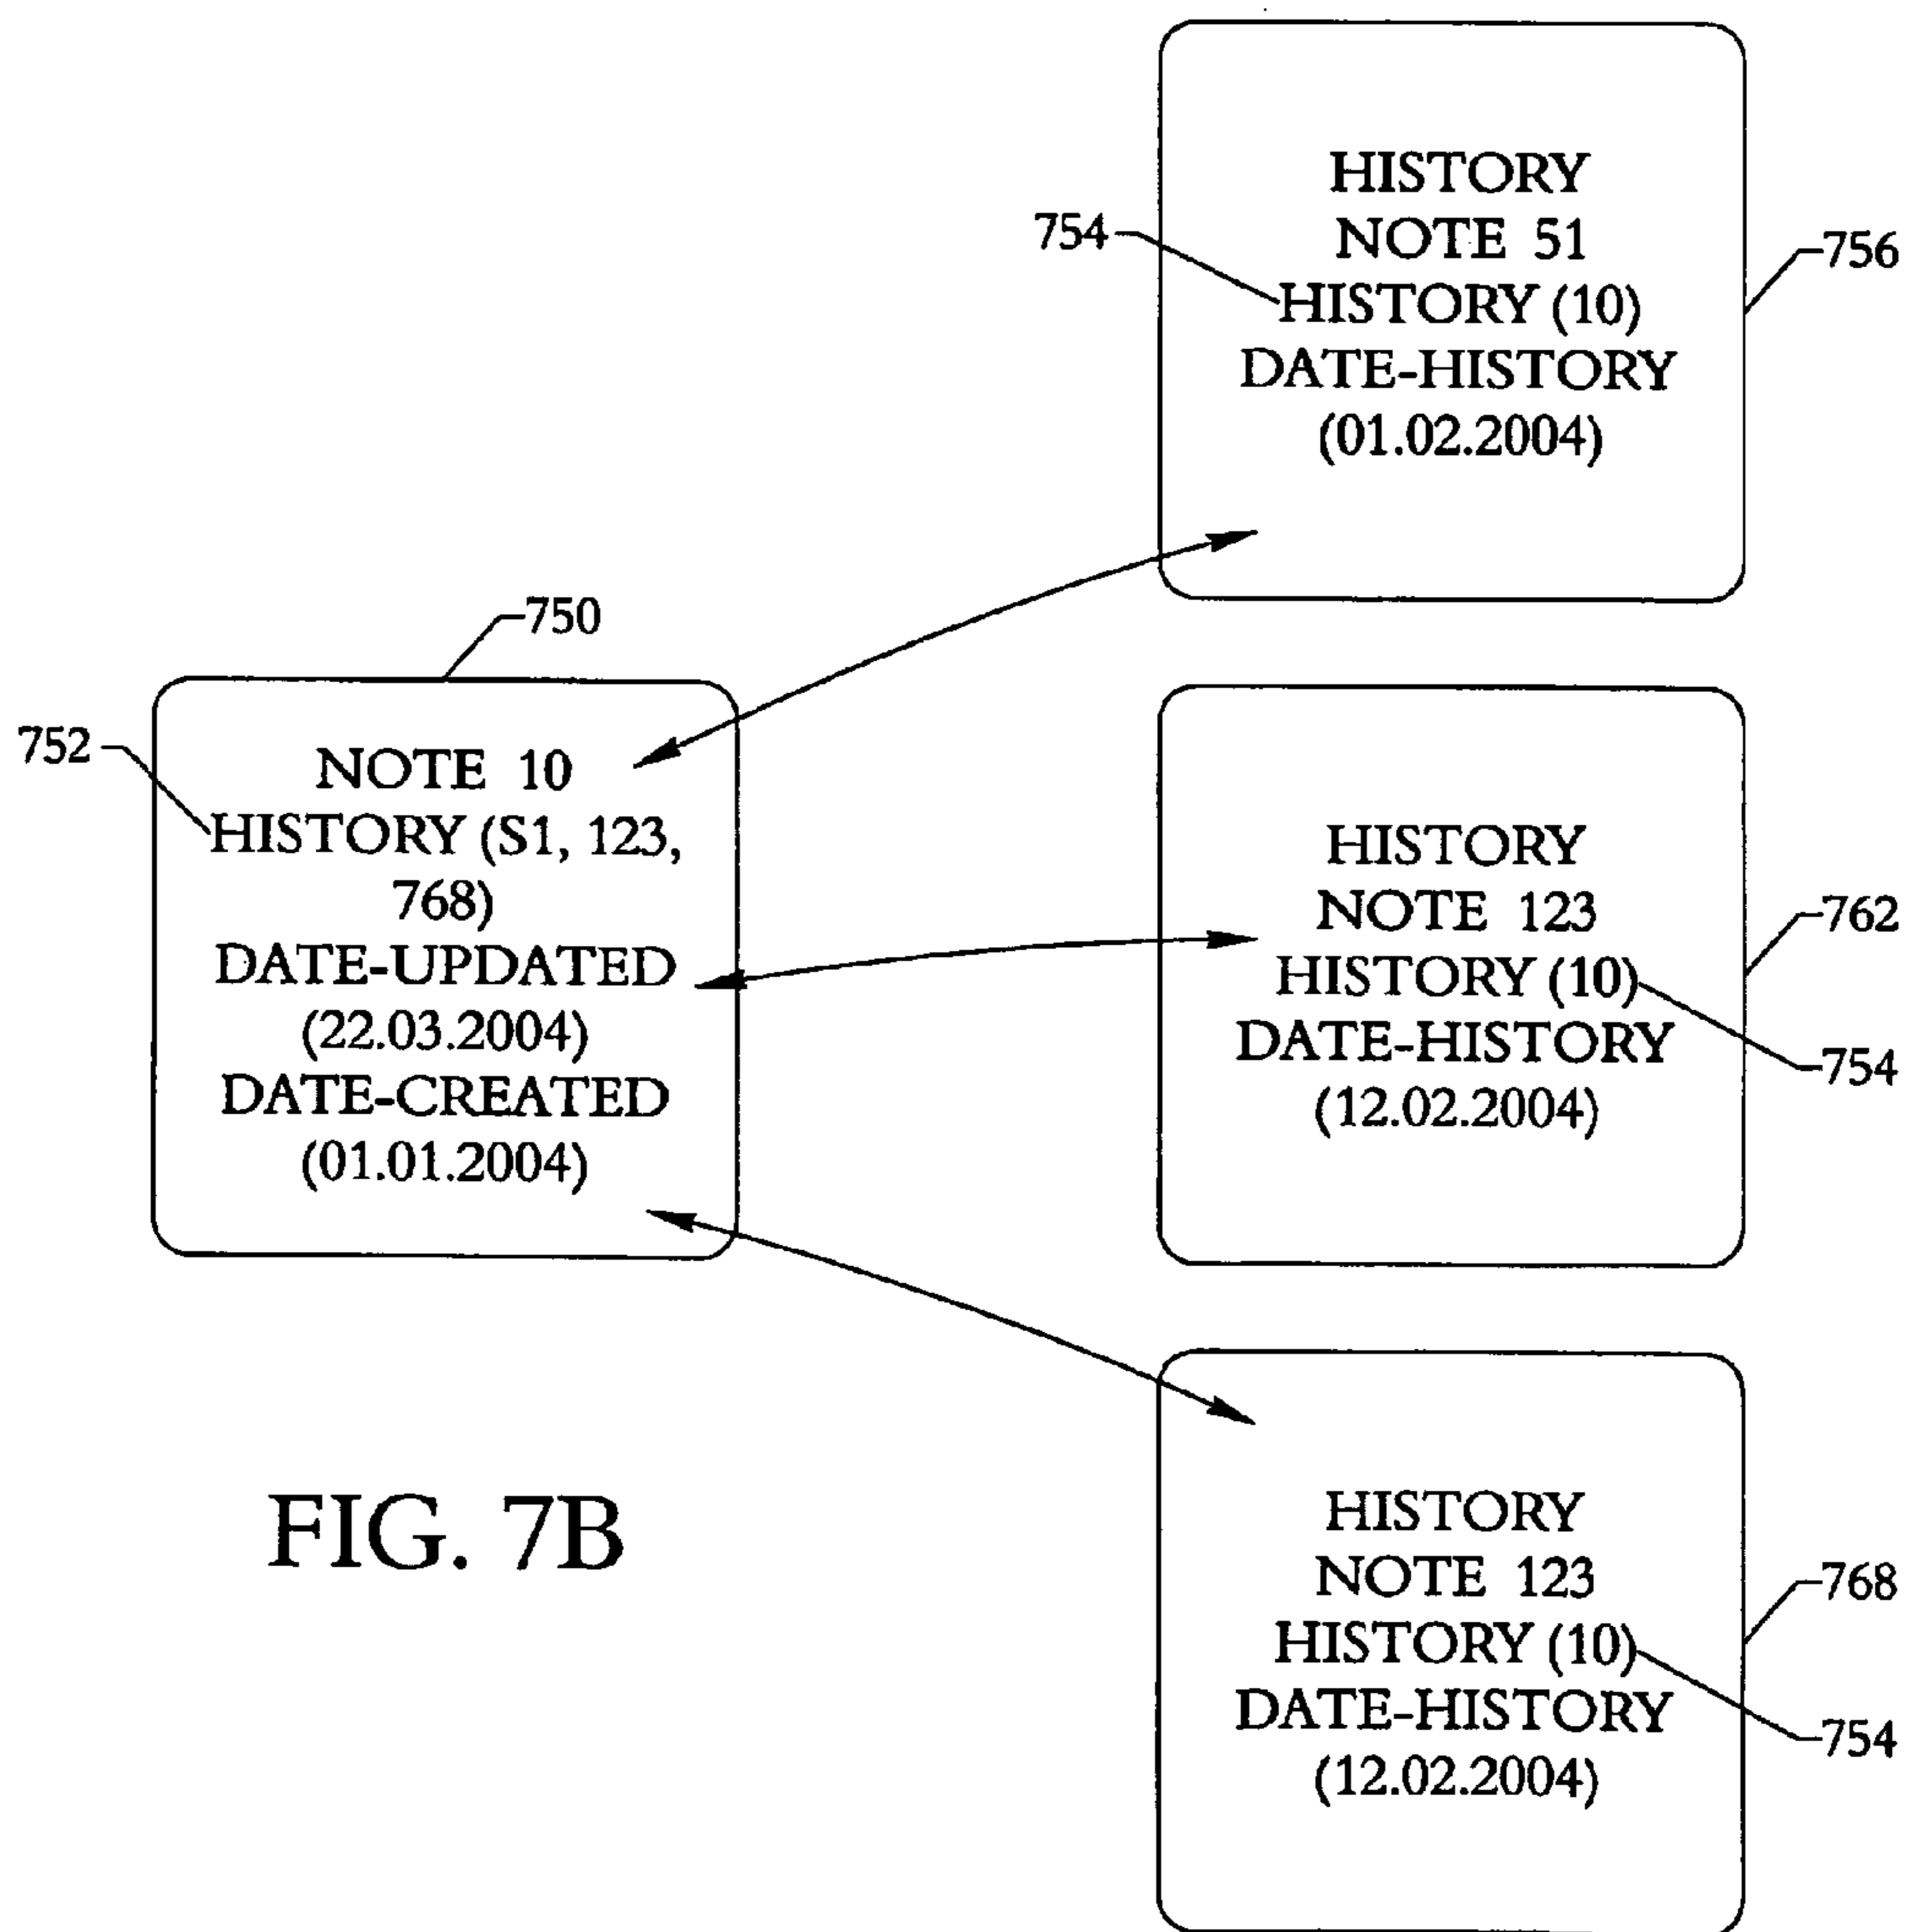 HISTORY
NOTE 51
754
756
HISTORY (10)
DATE-HISTORY
(01.02.2004)
750
752
NOTE 10
HISTORY (S1, 123,
768)
DATE-UPDATED
(22.03.2004)
DATE-CREATED
(01.01.2004)
HISTORY
NOTE 123
762
HISTORY (10)
DATE-HISTORY
754
(12.02.2004)
FIG. 7B
HISTORY
NOTE 123
768
HISTORY (10)
DATE-HISTORY
754
(12.02.2004)